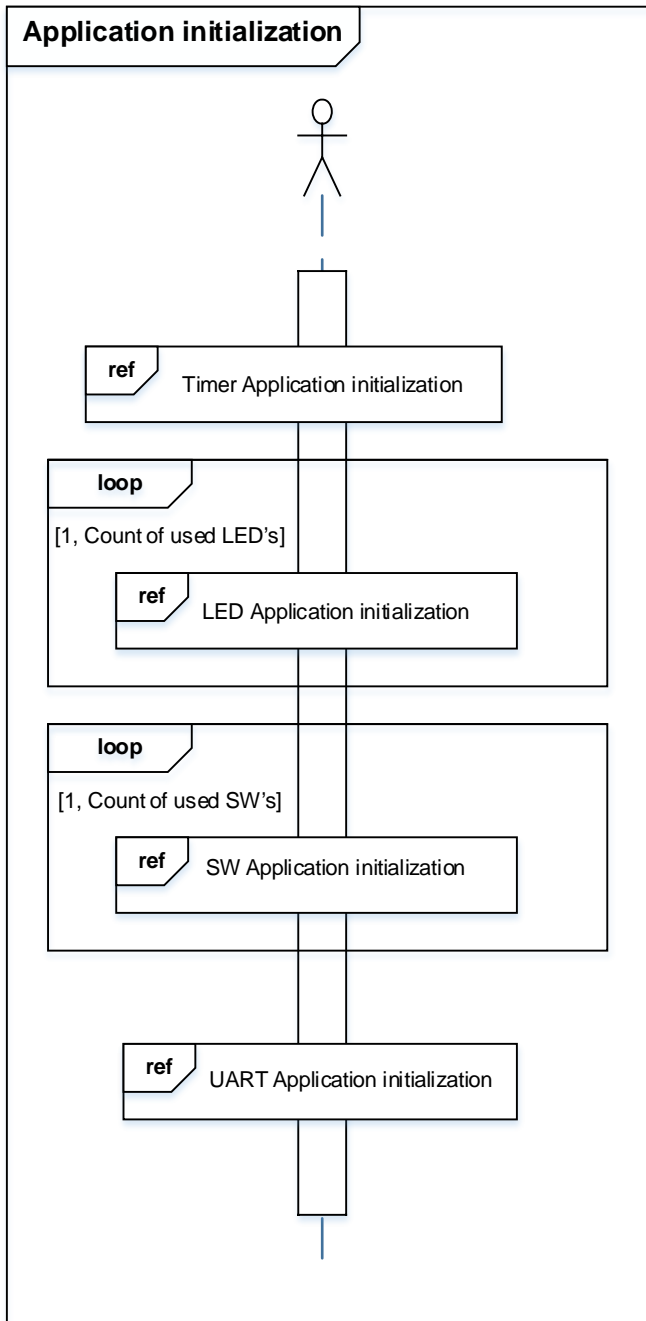 Application initialization
ref
Timer Application initialization
loop
[1, Count of used LED’s]
ref
LED Application initialization
loop
[1, Count of used SW’s]
ref
SW Application initialization
ref
UART Application initialization